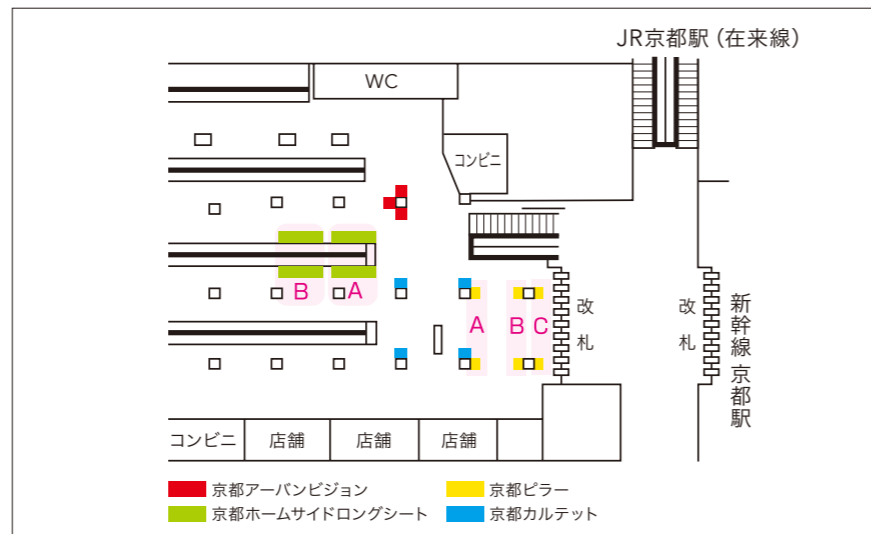 JR京都駅(在来線)
WC
コンビニ
B
A
A
B
C
改札
改札
新幹線 京都駅
コンビニ
店舗
店舗
店舗
京都アーバンビジョン
京都ピラー
京都ホームサイドロングシート
京都カルテット